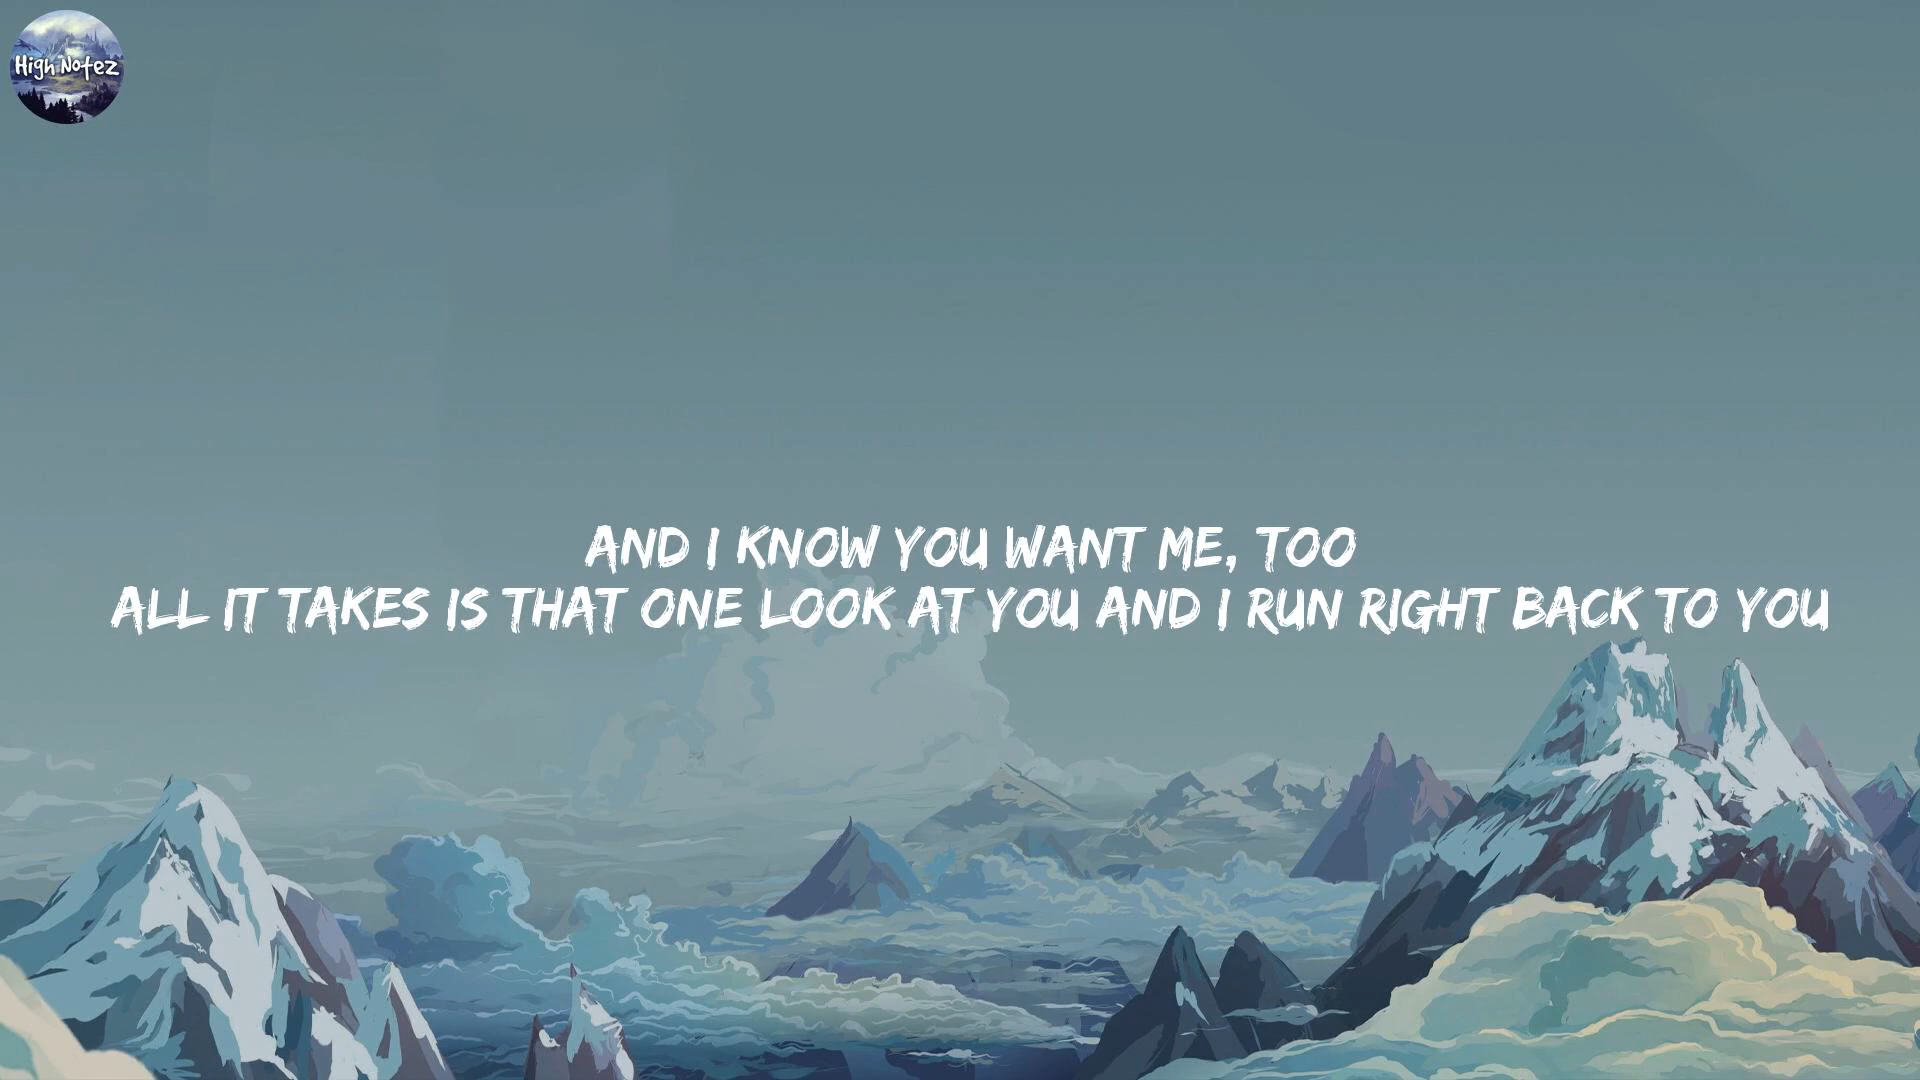 High Notez
AND I KNOW YOU WANT ME, TOO
ALL IT TAKES IS THAT ONE LOOK AT YOU AND I RUN RIGHT BACK TO YOU